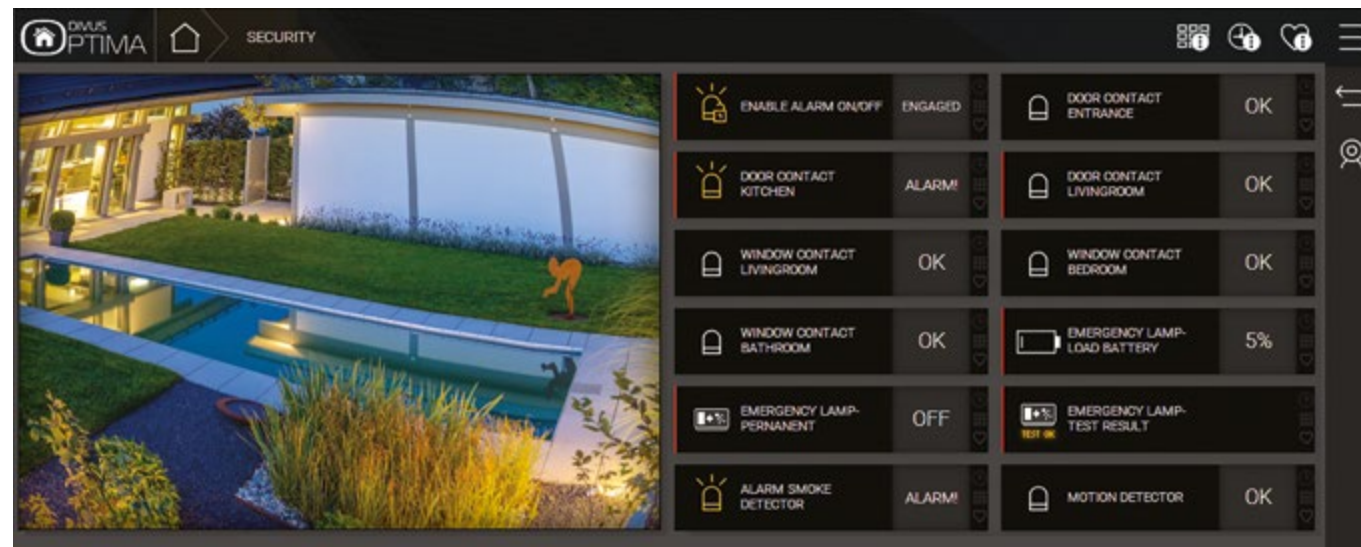 DIVUS
OPTIMA
SECURITY
ENABLE ALARM ON/OFF ENGAGED
DOOR CONTACT
ENTRANCE
OK
DOOR CONTACT
KITCHEN
ALARM!
DOOR CONTACT
LIVINGROOM
OK
WINDOW CONTACT
LIVINGROOM
OK
WINDOW CONTACT
BEDROOM
OK
WINDOW CONTACT
BATHROOM
OK
EMERGENCY LAMP-
LOAD BATTERY
5%
EMERGENCY LAMP-
PERNANENT
OFF
TEST OK
EMERGENCY LAMP-
TEST RESULT
ALARM SMOKE
DETECTOR
ALARM!
MOTION DETECTOR OK